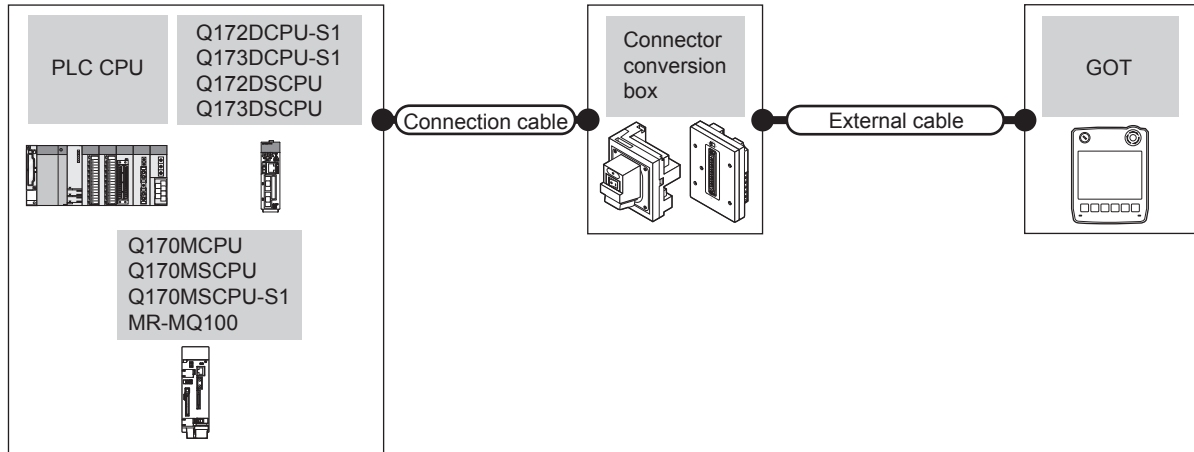 PLC CPU
Q172DCPU-S1
Q173DCPU-S1
Q172DSCPU
Q173DSCPU
Q170MCPU
Q170MSCPU
Q170MSCPU-S1
MR-MQ100
Connection cable
Connector
conversion
box
External cable
GOT